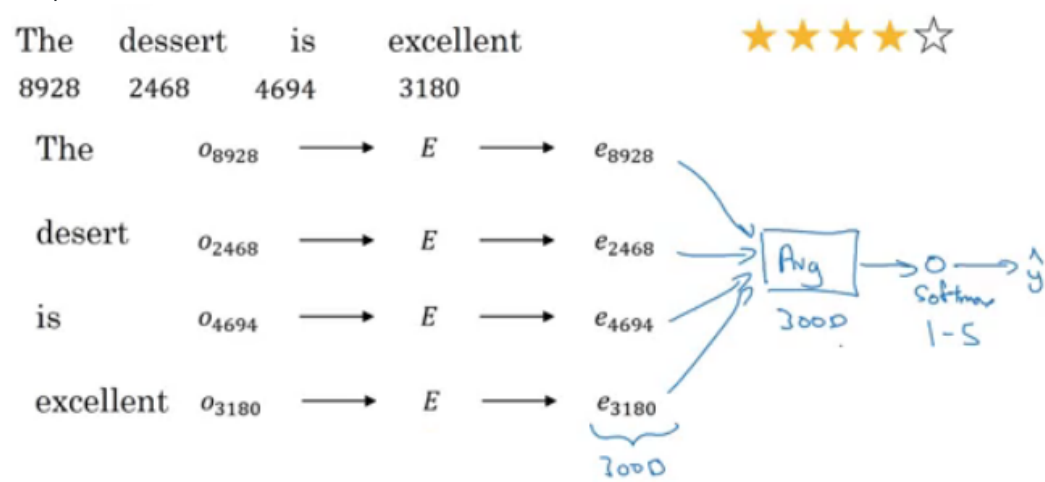 The dessert is excellent
8928 2468 4694 3180
The o8928 → E → e8928
desert o2468 → E → e2468
Avg → o → ŷ
Softmax
300D
1-5
is o4694 → E → e4694
excellent o3180 → E → e3180
300D